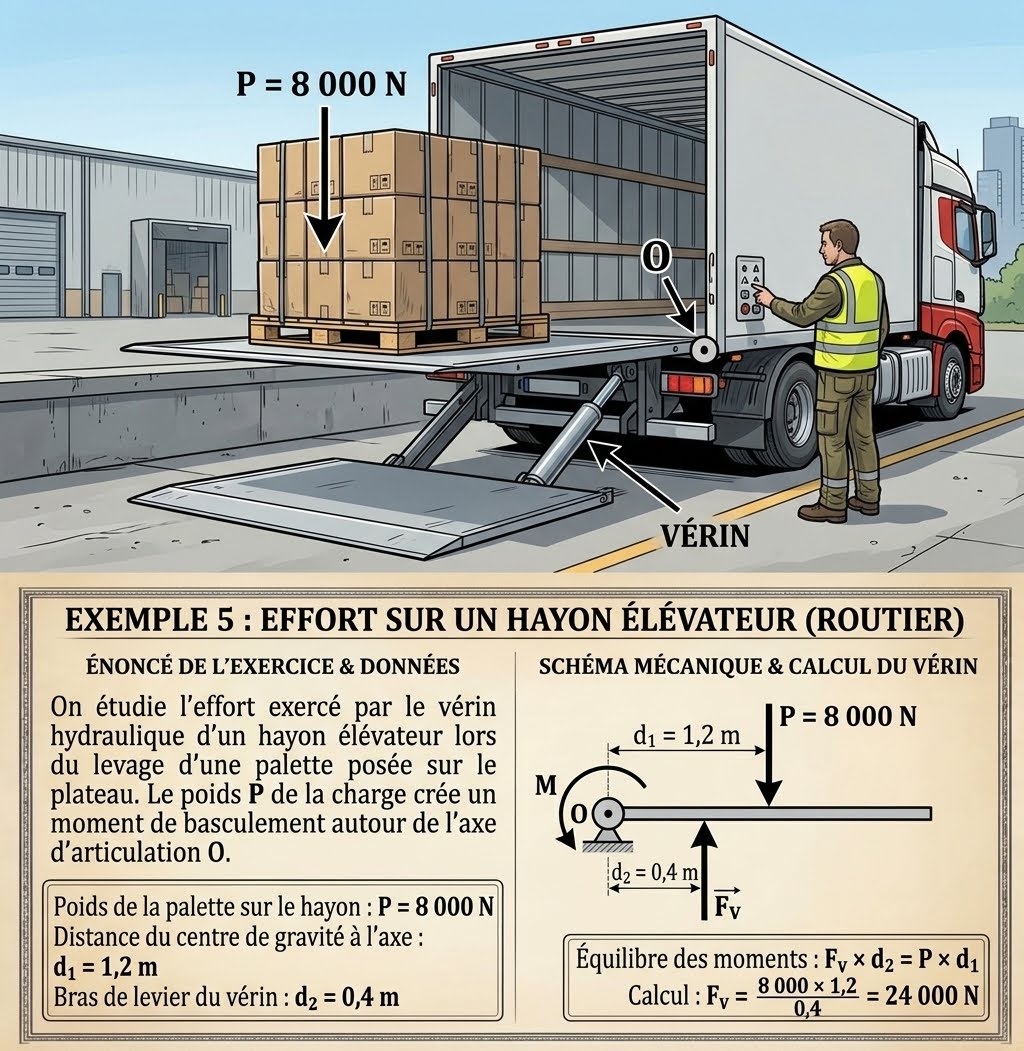 P = 8 000 N
O
VÉRIN
EXEMPLE 5 : EFFORT SUR UN HAYON ÉLÉVATEUR (ROUTIER)
ÉNONCÉ DE L'EXERCICE & DONNÉES
On étudie l'effort exercé par le vérin
hydraulique d'un hayon élévateur lors
du levage d'une palette posée sur le
plateau. Le poids P de la charge crée un
moment de basculement autour de l'axe
d'articulation O.
Poids de la palette sur le hayon : P = 8 000 N
Distance du centre de gravité à l'axe :
d₁ = 1,2 m
Bras de levier du vérin : d₂ = 0,4 m
SCHÉMA MÉCANIQUE & CALCUL DU VÉRIN
P = 8 000 N
d₁ = 1,2 m
M
O
d₂ = 0,4 m
Fᵥ
Équilibre des moments : Fᵥ × d₂ = P × d₁
Calcul : Fᵥ = 8 000 × 1,2 / 0,4 = 24 000 N